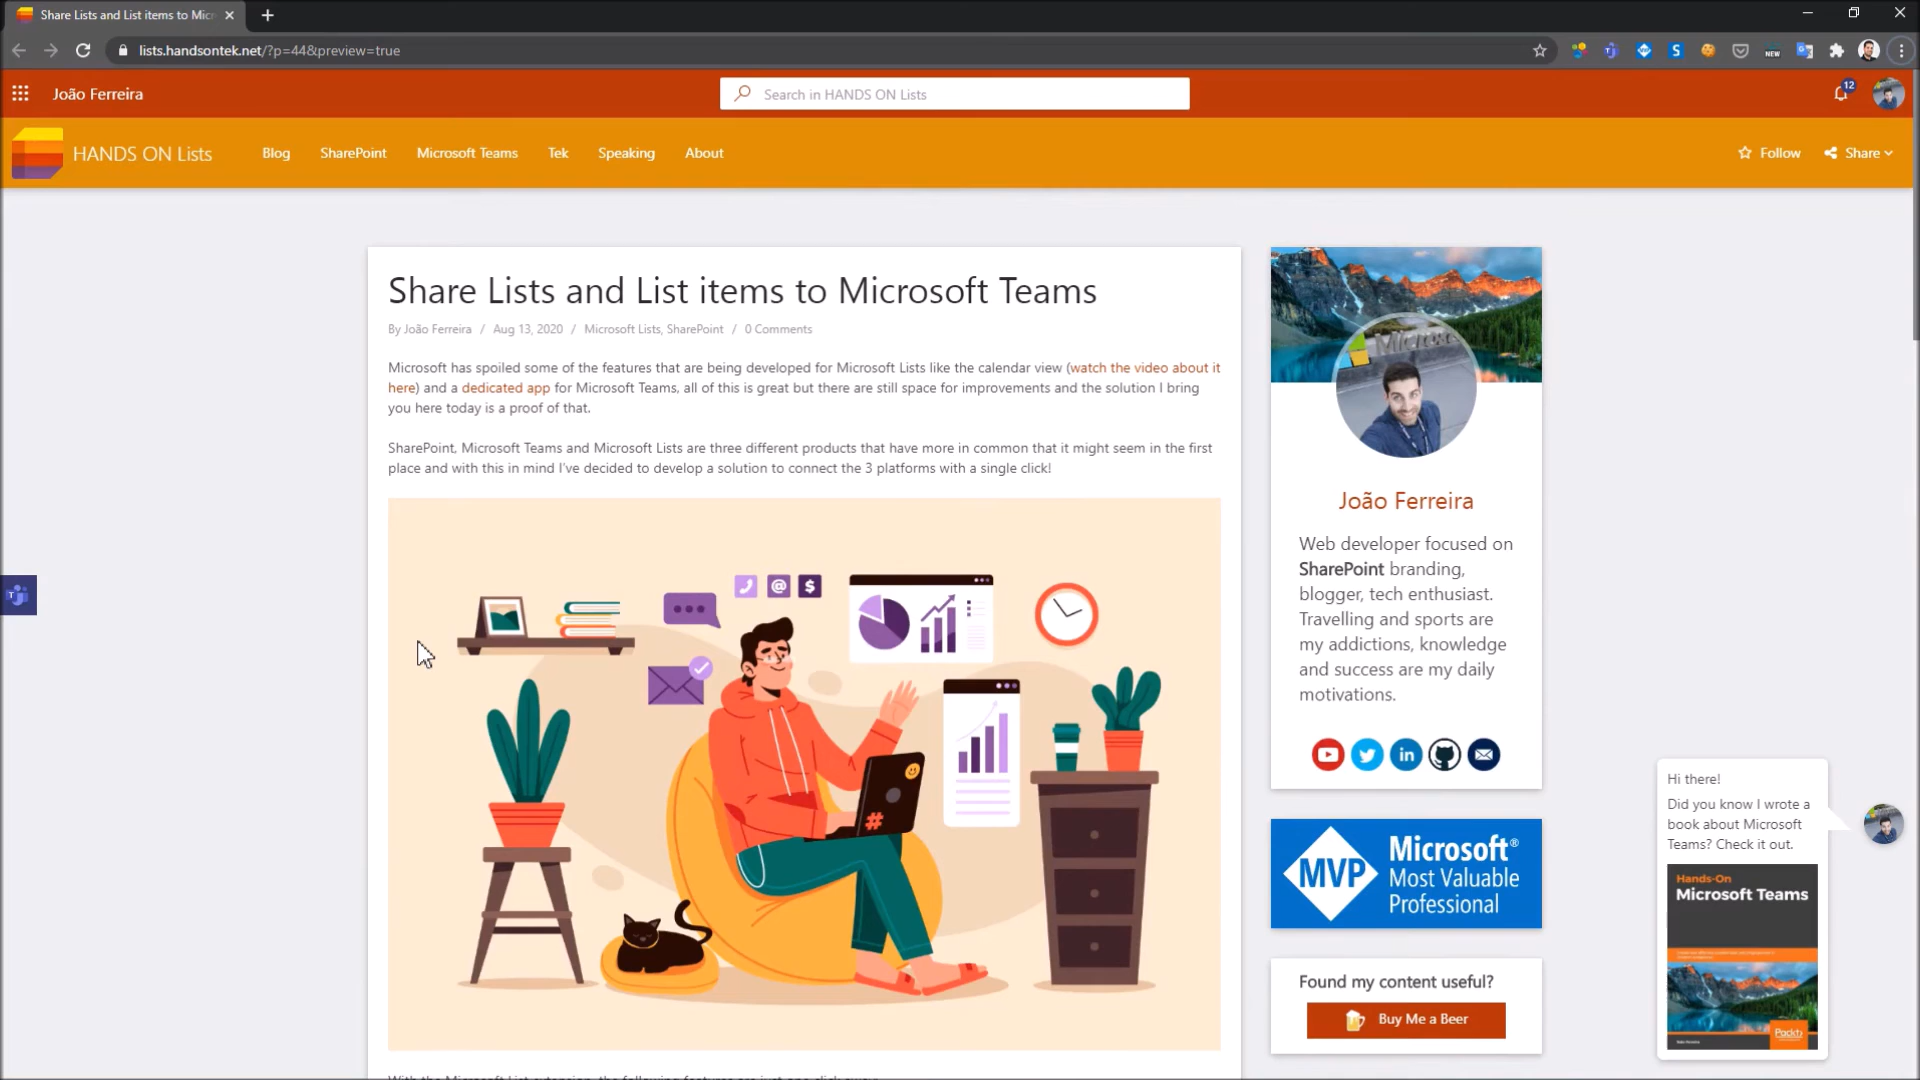 Share Lists and List items to Micr
lists.handsontek.net/?p=44&preview=true
NEW
João Ferreira
Search in HANDS ON Lists
12
HANDS ON Lists
Blog
SharePoint
Microsoft Teams
Tek
Speaking
About
Follow
Share
Share Lists and List items to Microsoft Teams
By João Ferreira / Aug 13, 2020 / Microsoft Lists, SharePoint / 0 Comments
Microsoft has spoiled some of the features that are being developed for Microsoft Lists like the calendar view (watch the video about it
here) and a dedicated app for Microsoft Teams, all of this is great but there are still space for improvements and the solution I bring
you here today is a proof of that.
SharePoint, Microsoft Teams and Microsoft Lists are three different products that have more in common that it might seem in the first
place and with this in mind I've decided to develop a solution to connect the 3 platforms with a single click!
João Ferreira
Web developer focused on
SharePoint branding,
blogger, tech enthusiast.
Travelling and sports are
my addictions, knowledge
and success are my daily
motivations.
MVP
Microsoft®
Most Valuable
Professional
Found my content useful?
Buy Me a Beer
Hi there!
Did you know I wrote a
book about Microsoft
Teams? Check it out.
Hands-On
Microsoft Teams
Packt